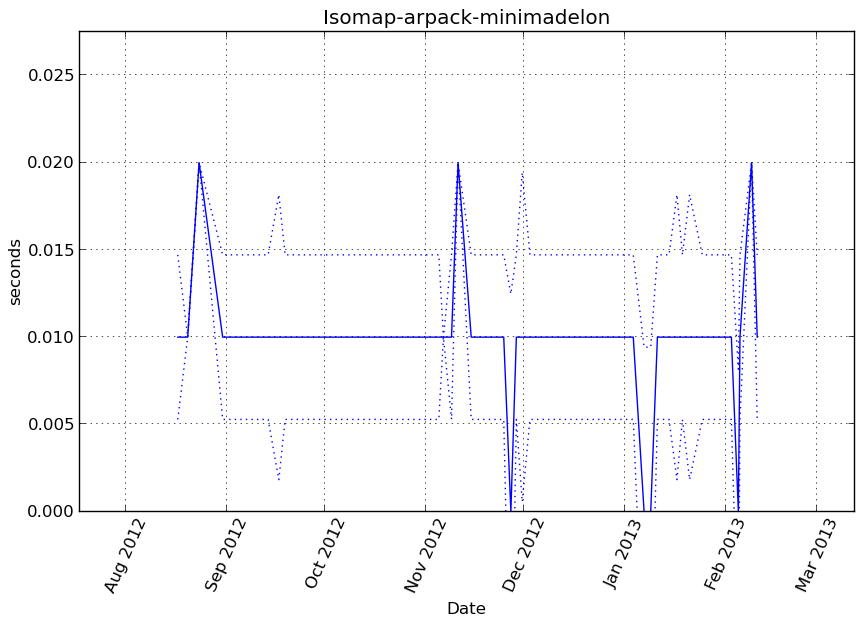 Isomap-arpack-minimadelon
seconds
0.025
0.020
0.015
0.010
0.005
0.000
Aug 2012
Sep 2012
Oct 2012
Nov 2012
Dec 2012
Jan 2013
Feb 2013
Mar 2013
Date